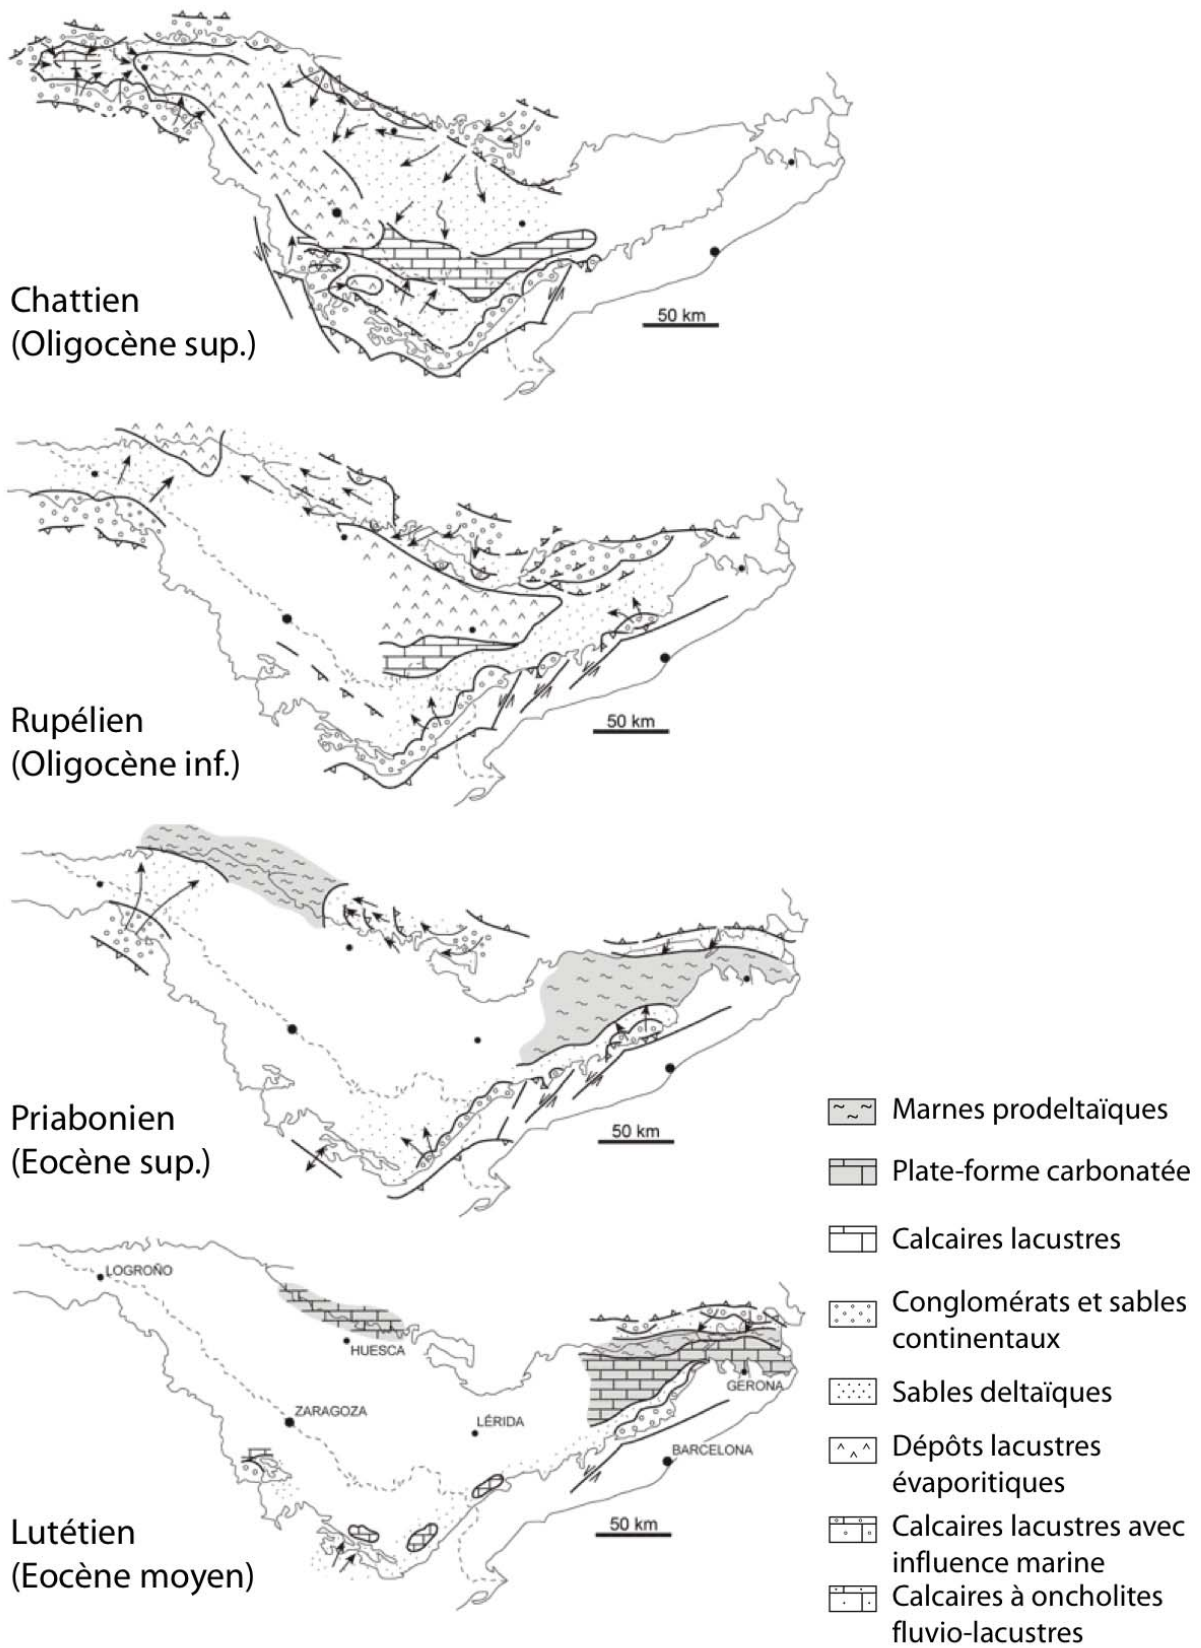 50 km
Chattien
(Oligocène sup.)
Rupélien
(Oligocène inf.)
50 km
Priabonien
(Eocène sup.)
50 km
Marnes prodeltaïques
Plate-forme carbonatée
Calcaires lacustres
Conglomérats et sables
continentaux
Sables deltaïques
Dépôts lacustres
évaporitiques
Calcaires lacustres avec
influence marine
Calcaires à oncholites
fluvio-lacustres
LOGROÑO
HUESCA
GERONA
ZARAGOZA
LÉRIDA
BARCELONA
50 km
Lutétien
(Eocène moyen)